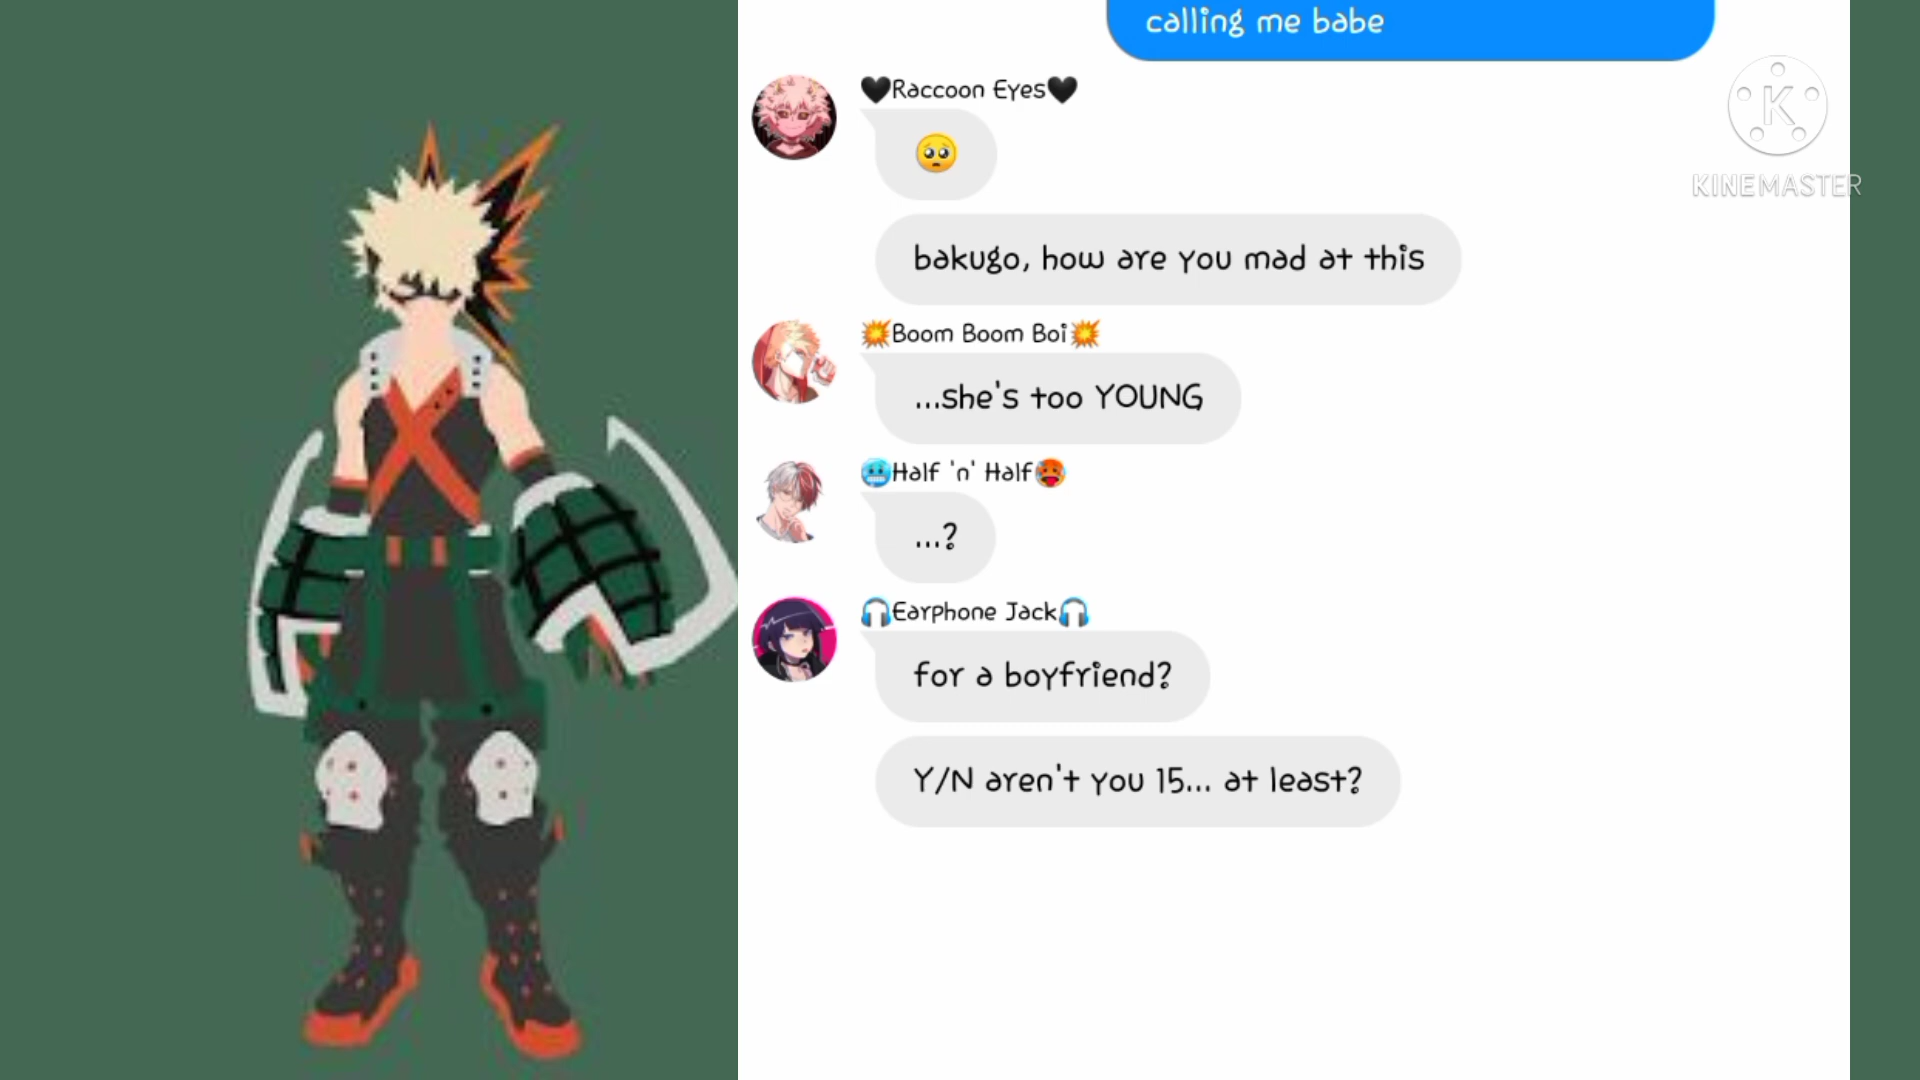 calling me babe
🖤Raccoon Eyes🖤
🥺
bakugo, how are you mad at this
💥Boom Boom Boi💥
...she's too YOUNG
🥶Half 'n' Half🥵
...?
🎧Earphone Jack🎧
for a boyfriend?
Y/N aren't you 15... at least?
K
KINEMASTER